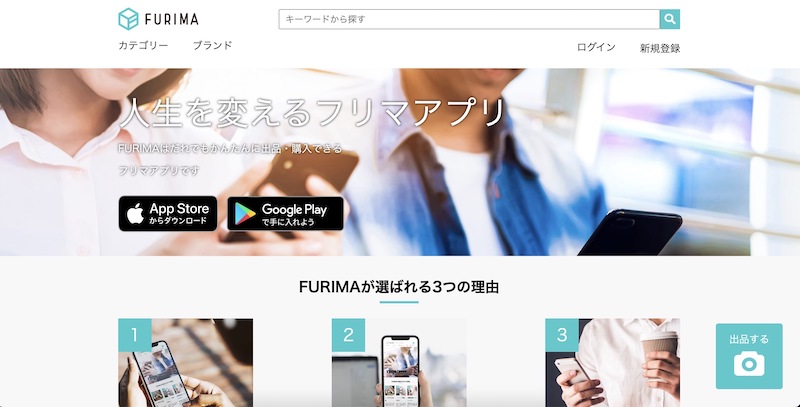 FURIMA
キーワードから探す
カテゴリー ブランド
ログイン 新規登録
人生を変えるフリマアプリ
FURIMAはだれでもかんたんに出品・購入できる
フリマアプリです
App Store
からダウンロード
Google Play
で手に入れよう
FURIMAが選ばれる3つの理由
1
2
3
出品する